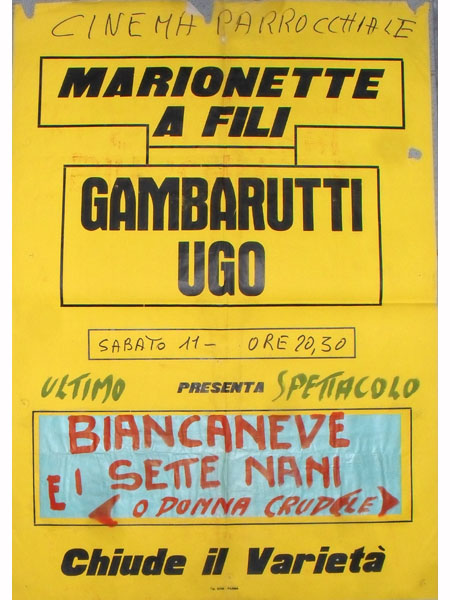 CINEMA PARROCCHIALE
MARIONETTE
A FILI
GAMBARUTTI
UGO
SABATO 11- ORE 20,30
ULTIMO PRESENTA SPETTACOLO
BIANCANEVE
E I SETTE NANI
< O DONNA CRUDELE >
Chiude il Varietà